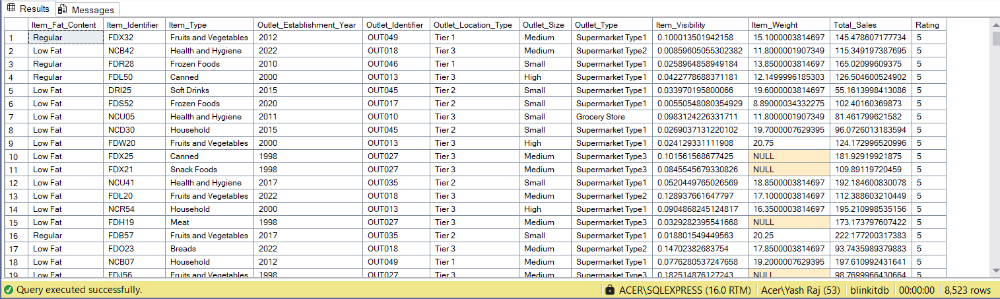 Results Messages
Item_Fat_Content Item_Identifier Item_Type Outlet_Establishment_Year Outlet_Identifier Outlet_Location_Type Outlet_Size Outlet_Type Item_Visibility Item_Weight Total_Sales Rating
1 Regular FDX32 Fruits and Vegetables 2012 OUT049 Tier 1 Medium Supermarket Type1 0.100013501942158 15.1000003814697 145.478607177734 5
2 Low Fat NCB42 Health and Hygiene 2022 OUT018 Tier 3 Medium Supermarket Type2 0.00859605055302382 11.8000001907349 115.349197387695 5
3 Regular FDR28 Frozen Foods 2010 OUT046 Tier 1 Small Supermarket Type1 0.0258964858949184 13.8500003814697 165.02099609375 5
4 Regular FDL50 Canned 2000 OUT013 Tier 3 High Supermarket Type1 0.0422778688371181 12.1499996185303 126.504600524902 5
5 Low Fat DRI25 Soft Drinks 2015 OUT045 Tier 2 Small Supermarket Type1 0.033970195800066 19.6000003814697 55.1613998413086 5
6 Low Fat FDS52 Frozen Foods 2020 OUT017 Tier 2 Small Supermarket Type1 0.00550548080354929 8.89000034332275 102.40160369873 5
7 Low Fat NCU05 Health and Hygiene 2011 OUT010 Tier 3 Small Grocery Store 0.0983124226331711 11.8000001907349 81.461799621582 5
8 Low Fat NCD30 Household 2015 OUT045 Tier 2 Small Supermarket Type1 0.0269037131220102 19.7000007629395 96.0726013183594 5
9 Low Fat FDW20 Fruits and Vegetables 2000 OUT013 Tier 3 High Supermarket Type1 0.024129331111908 20.75 124.172996520996 5
10 Low Fat FDX25 Canned 1998 OUT027 Tier 3 Medium Supermarket Type3 0.101561568677425 NULL 181.92919921875 5
11 Low Fat FDX21 Snack Foods 1998 OUT027 Tier 3 Medium Supermarket Type3 0.0845545679330826 NULL 109.89119720459 5
12 Low Fat NCU41 Health and Hygiene 2017 OUT035 Tier 2 Small Supermarket Type1 0.0520449765026569 18.8500003814697 192.184600830078 5
13 Low Fat FDL20 Fruits and Vegetables 2022 OUT018 Tier 3 Medium Supermarket Type2 0.128937661647797 17.1000003814697 112.388603210449 5
14 Low Fat NCR54 Household 2000 OUT013 Tier 3 High Supermarket Type1 0.0904868245124817 16.3500003814697 195.210998535156 5
15 Low Fat FDH19 Meat 1998 OUT027 Tier 3 Medium Supermarket Type3 0.0329282395541668 NULL 173.173797607422 5
16 Regular FDB57 Fruits and Vegetables 2017 OUT035 Tier 2 Small Supermarket Type1 0.018801549449563 20.25 222.177200317383 5
17 Low Fat FDO23 Breads 2022 OUT018 Tier 3 Medium Supermarket Type2 0.14702382683754 17.8500003814697 93.7435989379883 5
18 Low Fat NCB07 Household 2012 OUT049 Tier 1 Medium Supermarket Type1 0.0776280537247658 19.2000007629395 197.610992431641 5
19 Low Fat FDJ56 Fruits and Vegetables 1998 OUT027 Tier 3 Medium Supermarket Type3 0.182514876127243 NULL 98.7699966430664 5
Query executed successfully. ACER\SQLEXPRESS (16.0 RTM) Acer\Yash Raj (53) blinkitdb 00:00:00 8,523 rows